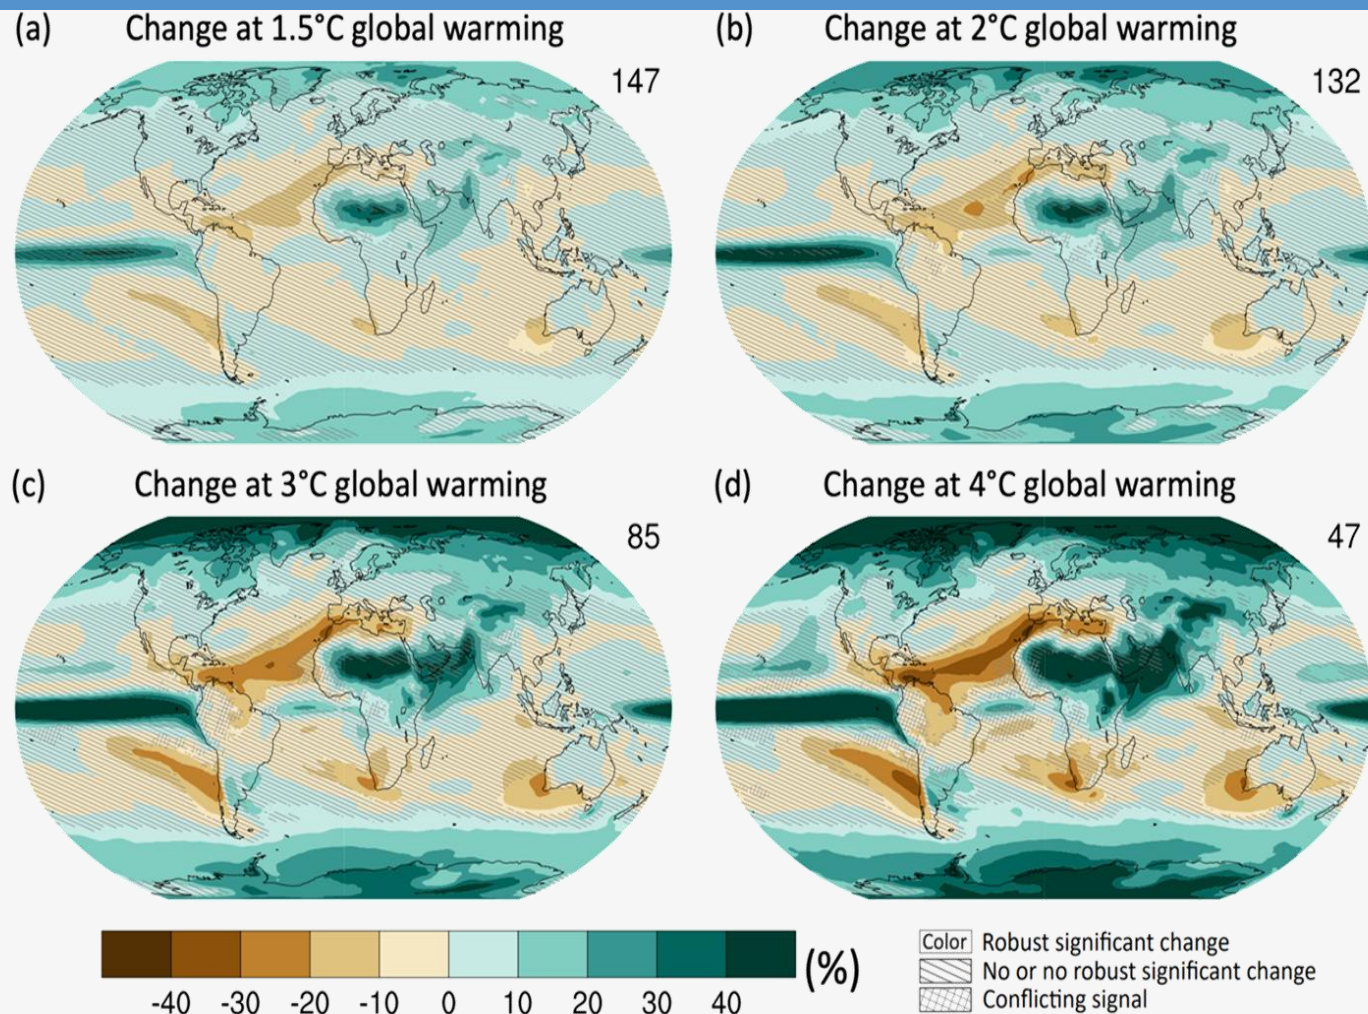 (a) Change at 1.5°C global warming
147
(b) Change at 2°C global warming
132
(c) Change at 3°C global warming
85
(d) Change at 4°C global warming
47
-40 -30 -20 -10 0 10 20 30 40
(%)
Color Robust significant change
No or no robust significant change
Conflicting signal